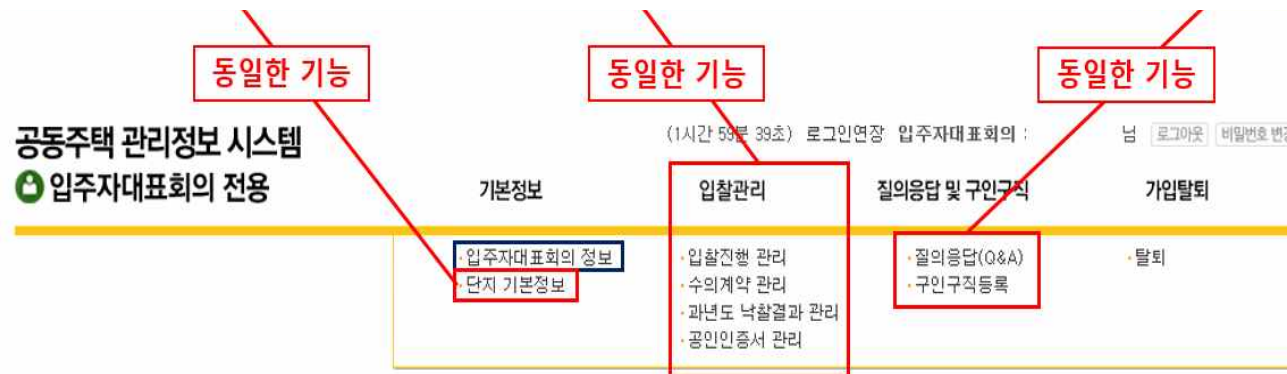 동일한 기능 동일한 기능 동일한 기능
공동주택 관리정보 시스템
(1시간 59분 39초) 로그인연장 입주자대표회의 : 님 로그아웃 비밀번호 변경
입주자대표회의 전용
기본정보 입찰관리 질의응답 및 구인구직 가입탈퇴
·입주자대표회의 정보 ·입찰진행 관리 ·질의응답(Q&A) ·탈퇴
·단지 기본정보 ·수의계약 관리 ·구인구직등록
·과년도 낙찰결과 관리
·공인인증서 관리